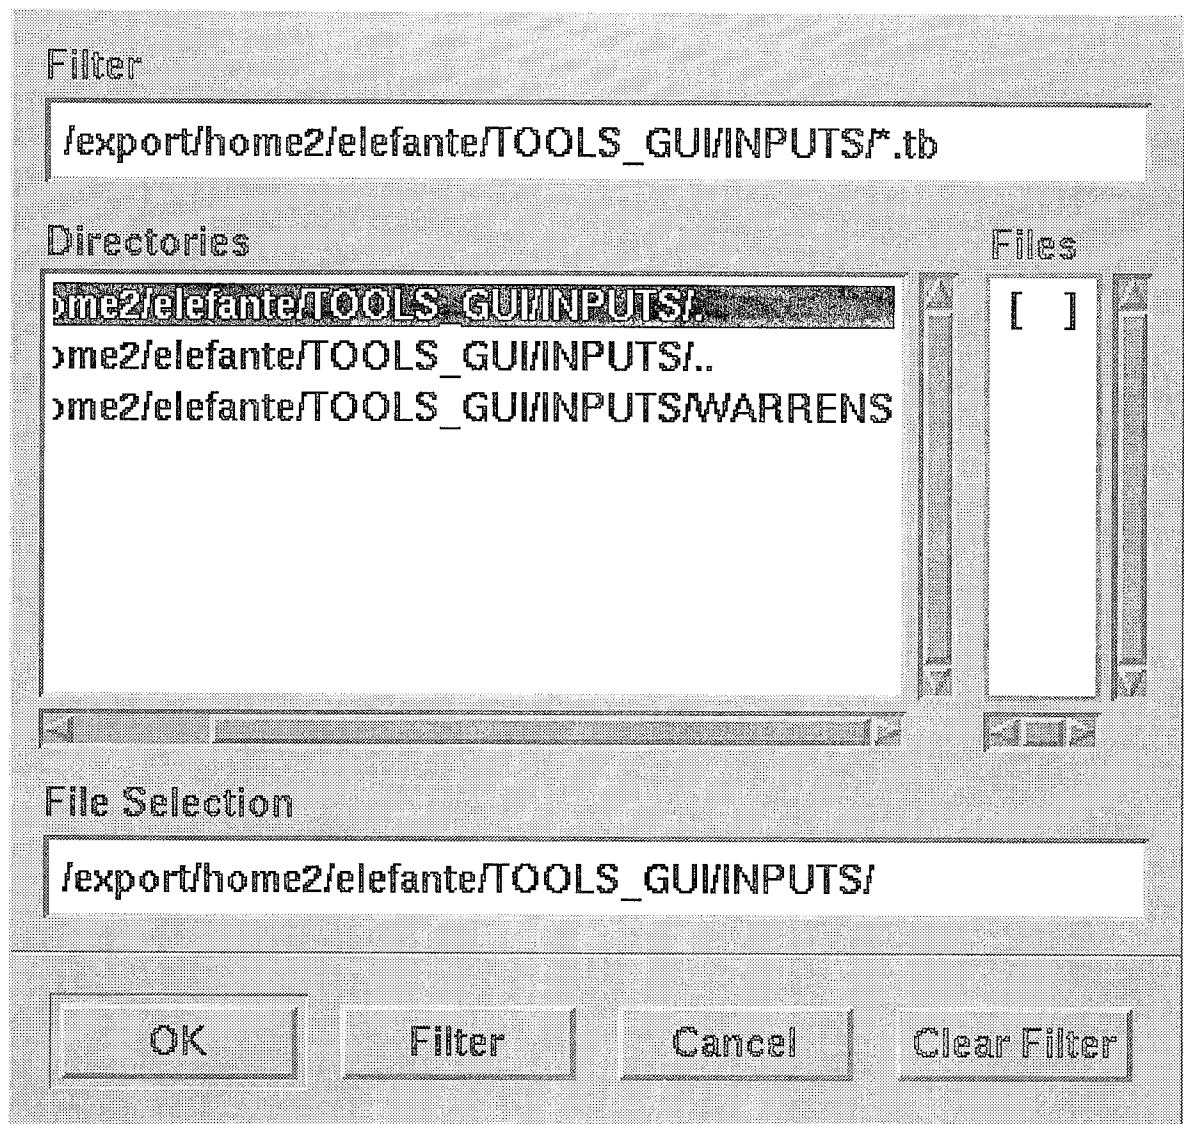 Filter
/export/home2/elefante/TOOLS_GUI/INPUTS/*.tb
Directories
ome2/elefante/TOOLS_GUI/INPUTS/.
ome2/elefante/TOOLS_GUI/INPUTS/..
ome2/elefante/TOOLS_GUI/INPUTS/WARRENS
Files
[ ]
File Selection
/export/home2/elefante/TOOLS_GUI/INPUTS/
OK
Filter
Cancel
Clear Filter